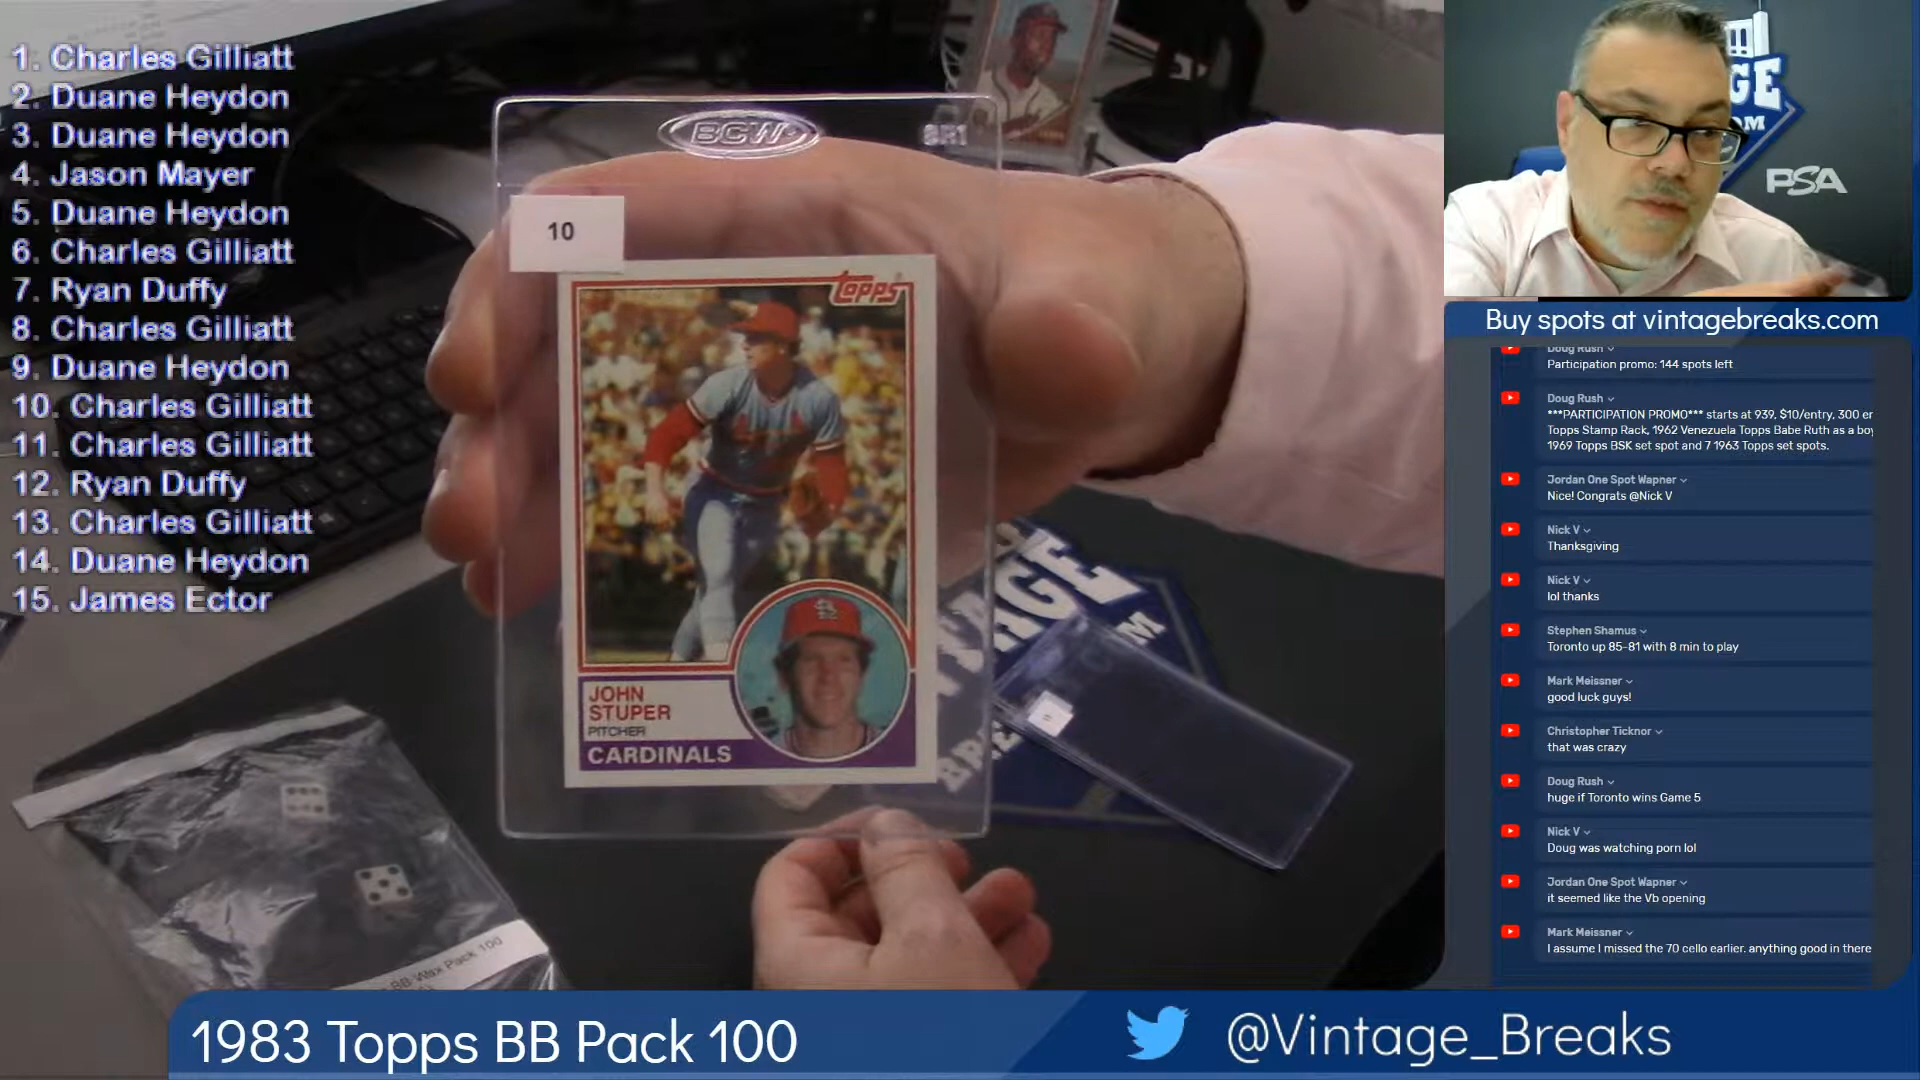 1. Charles Gilliatt
2. Duane Heydon
3. Duane Heydon
4. Jason Mayer
5. Duane Heydon
6. Charles Gilliatt
7. Ryan Duffy
8. Charles Gilliatt
9. Duane Heydon
10. Charles Gilliatt
11. Charles Gilliatt
12. Ryan Duffy
13. Charles Gilliatt
14. Duane Heydon
15. James Ector
BCW
SR1
10
Topps
JOHN
STUPER
PITCHER
CARDINALS
BB Wax Pack 100
PSA
Buy spots at vintagebreaks.com
Doug Rush
Participation promo: 144 spots left
Doug Rush
***PARTICIPATION PROMO*** starts at 939, $10/entry, 300 en
Topps Stamp Rack, 1962 Venezuela Topps Babe Ruth as a boy
1969 Topps BSK set spot and 7 1963 Topps set spots.
Jordan One Spot Wapner
Nice! Congrats @Nick V
Nick V
Thanksgiving
Nick V
lol thanks
Stephen Shamus
Toronto up 85-81 with 8 min to play
Mark Meissner
good luck guys!
Christopher Ticknor
that was crazy
Doug Rush
huge if Toronto wins Game 5
Nick V
Doug was watching porn lol
Jordan One Spot Wapner
it seemed like the Vb opening
Mark Meissner
I assume I missed the 70 cello earlier. anything good in there
1983 Topps BB Pack 100
@Vintage_Breaks